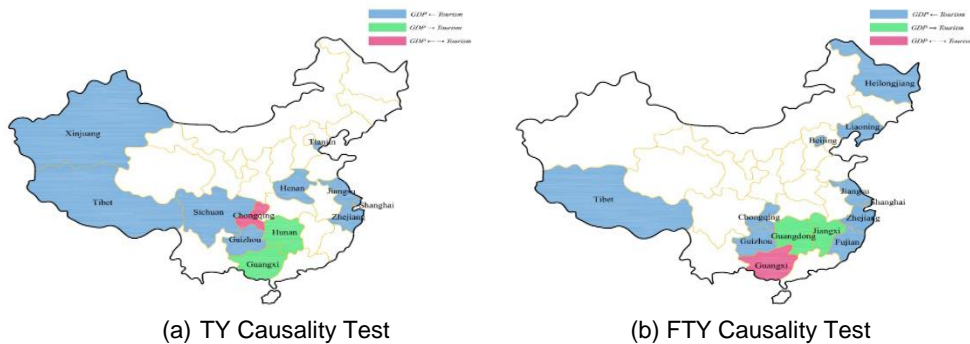 GDP ← Tourism
GDP → Tourism
GDP ←→ Tourism
Xinjuang
Tianjin
Tibet
Sichuan
Henan
Jiangsu
Shanghai
Chongqing
Zhejiang
Guizhou
Hunan
Guangxi
(a) TY Causality Test
GDP ← Tourism
GDP → Tourism
GDP ←→ Tourism
Heilongjiang
Liaoning
Beijing
Tibet
Jiangsu
Shanghai
Chongqing
Zhejiang
Guizhou
Guangdong
Jiangxi
Fujian
Guangxi
(b) FTY Causality Test